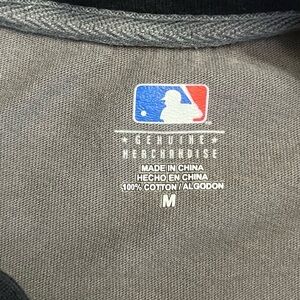 GENUINE
MERCHANDISE
MADE IN CHINA
HECHO EN CHINA
100% COTTON / ALGODON
M